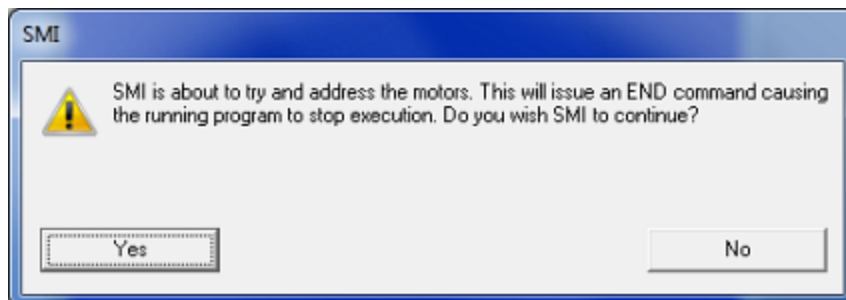 SMI
SMI is about to try and address the motors. This will issue an END command causing
the running program to stop execution. Do you wish SMI to continue?
Yes
No